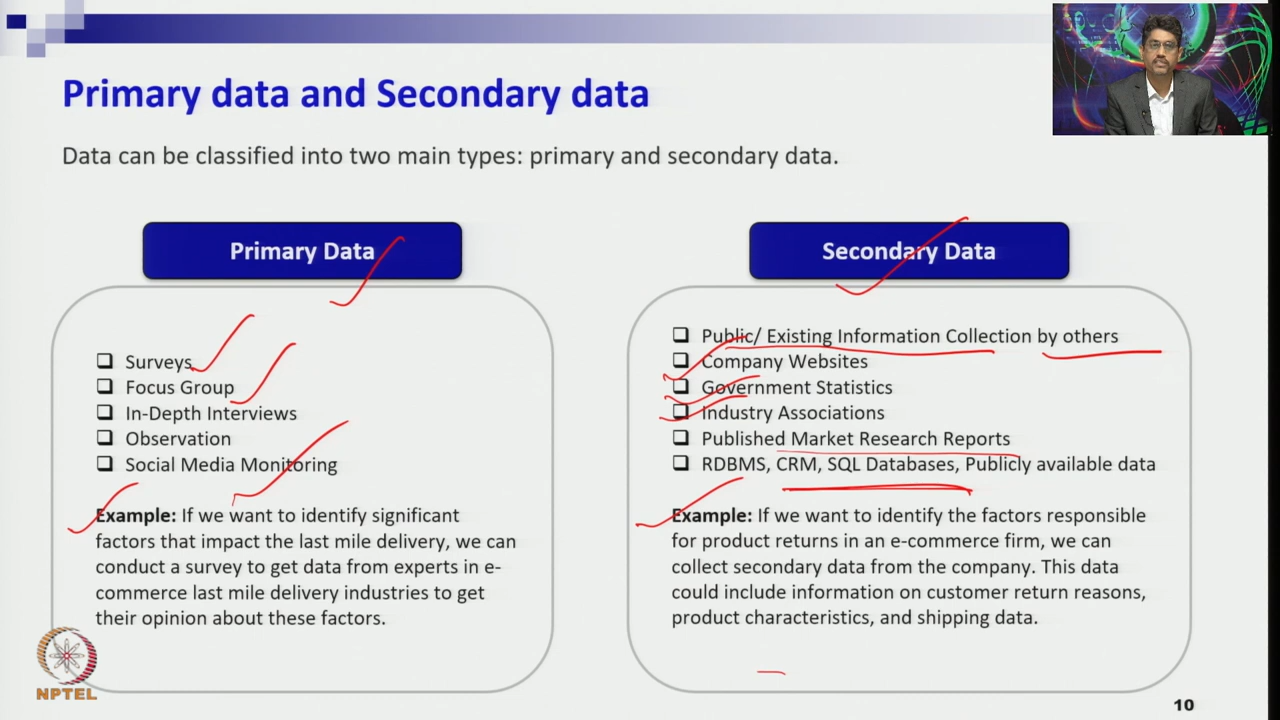 Primary data and Secondary data
Data can be classified into two main types: primary and secondary data.
Primary Data
❑ Surveys
❑ Focus Group
❑ In-Depth Interviews
❑ Observation
❑ Social Media Monitoring
Example: If we want to identify significant
factors that impact the last mile delivery, we can
conduct a survey to get data from experts in e-
commerce last mile delivery industries to get
their opinion about these factors.
Secondary Data
❑ Public/ Existing Information Collection by others
❑ Company Websites
❑ Government Statistics
❑ Industry Associations
❑ Published Market Research Reports
❑ RDBMS, CRM, SQL Databases, Publicly available data
Example: If we want to identify the factors responsible
for product returns in an e-commerce firm, we can
collect secondary data from the company. This data
could include information on customer return reasons,
product characteristics, and shipping data.
NPTEL
10